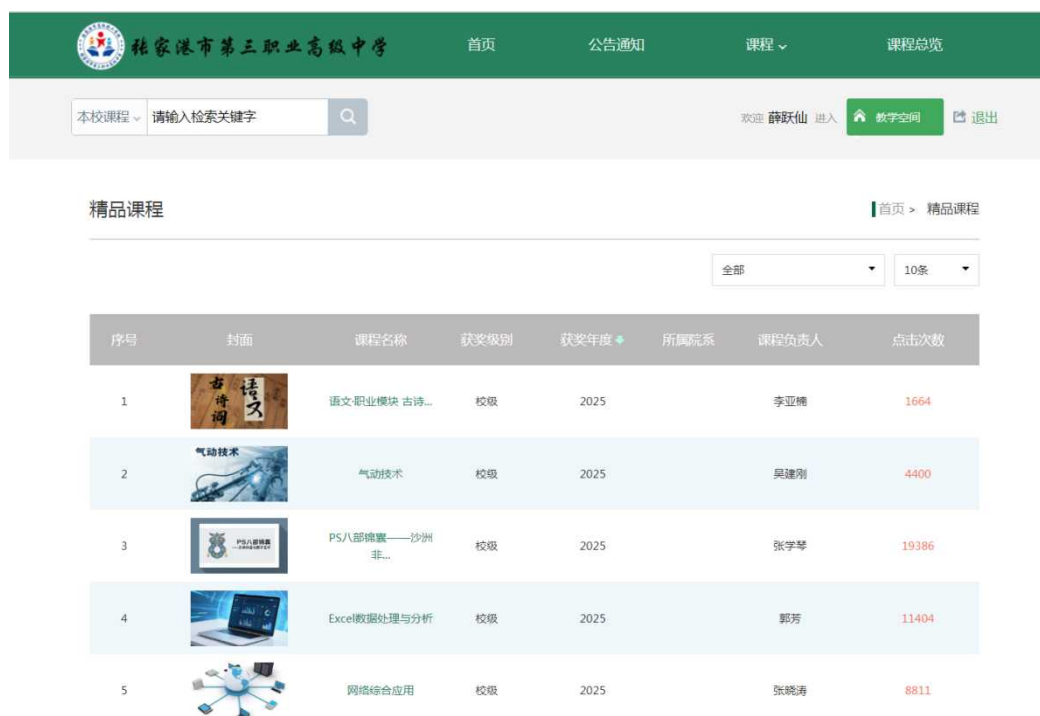 张家港市第三职业高级中学 首页 公告通知 课程 课程总览
本校课程 请输入检索关键字 欢迎 薛跃仙 进入 教学空间 退出
精品课程 首页 > 精品课程
全部 10条
序号 封面 课程名称 获奖级别 获奖年度 所属院系 课程负责人 点击次数
古诗词 语文
1 语文·职业模块 古诗... 校级 2025 李亚楠 1664
气动技术
2 气动技术 校级 2025 吴建刚 4400
PS八部锦囊
3 PS八部锦囊——沙洲非... 校级 2025 张学琴 19386
4 Excel数据处理与分析 校级 2025 郭芳 11404
5 网络综合应用 校级 2025 张晓涛 8811